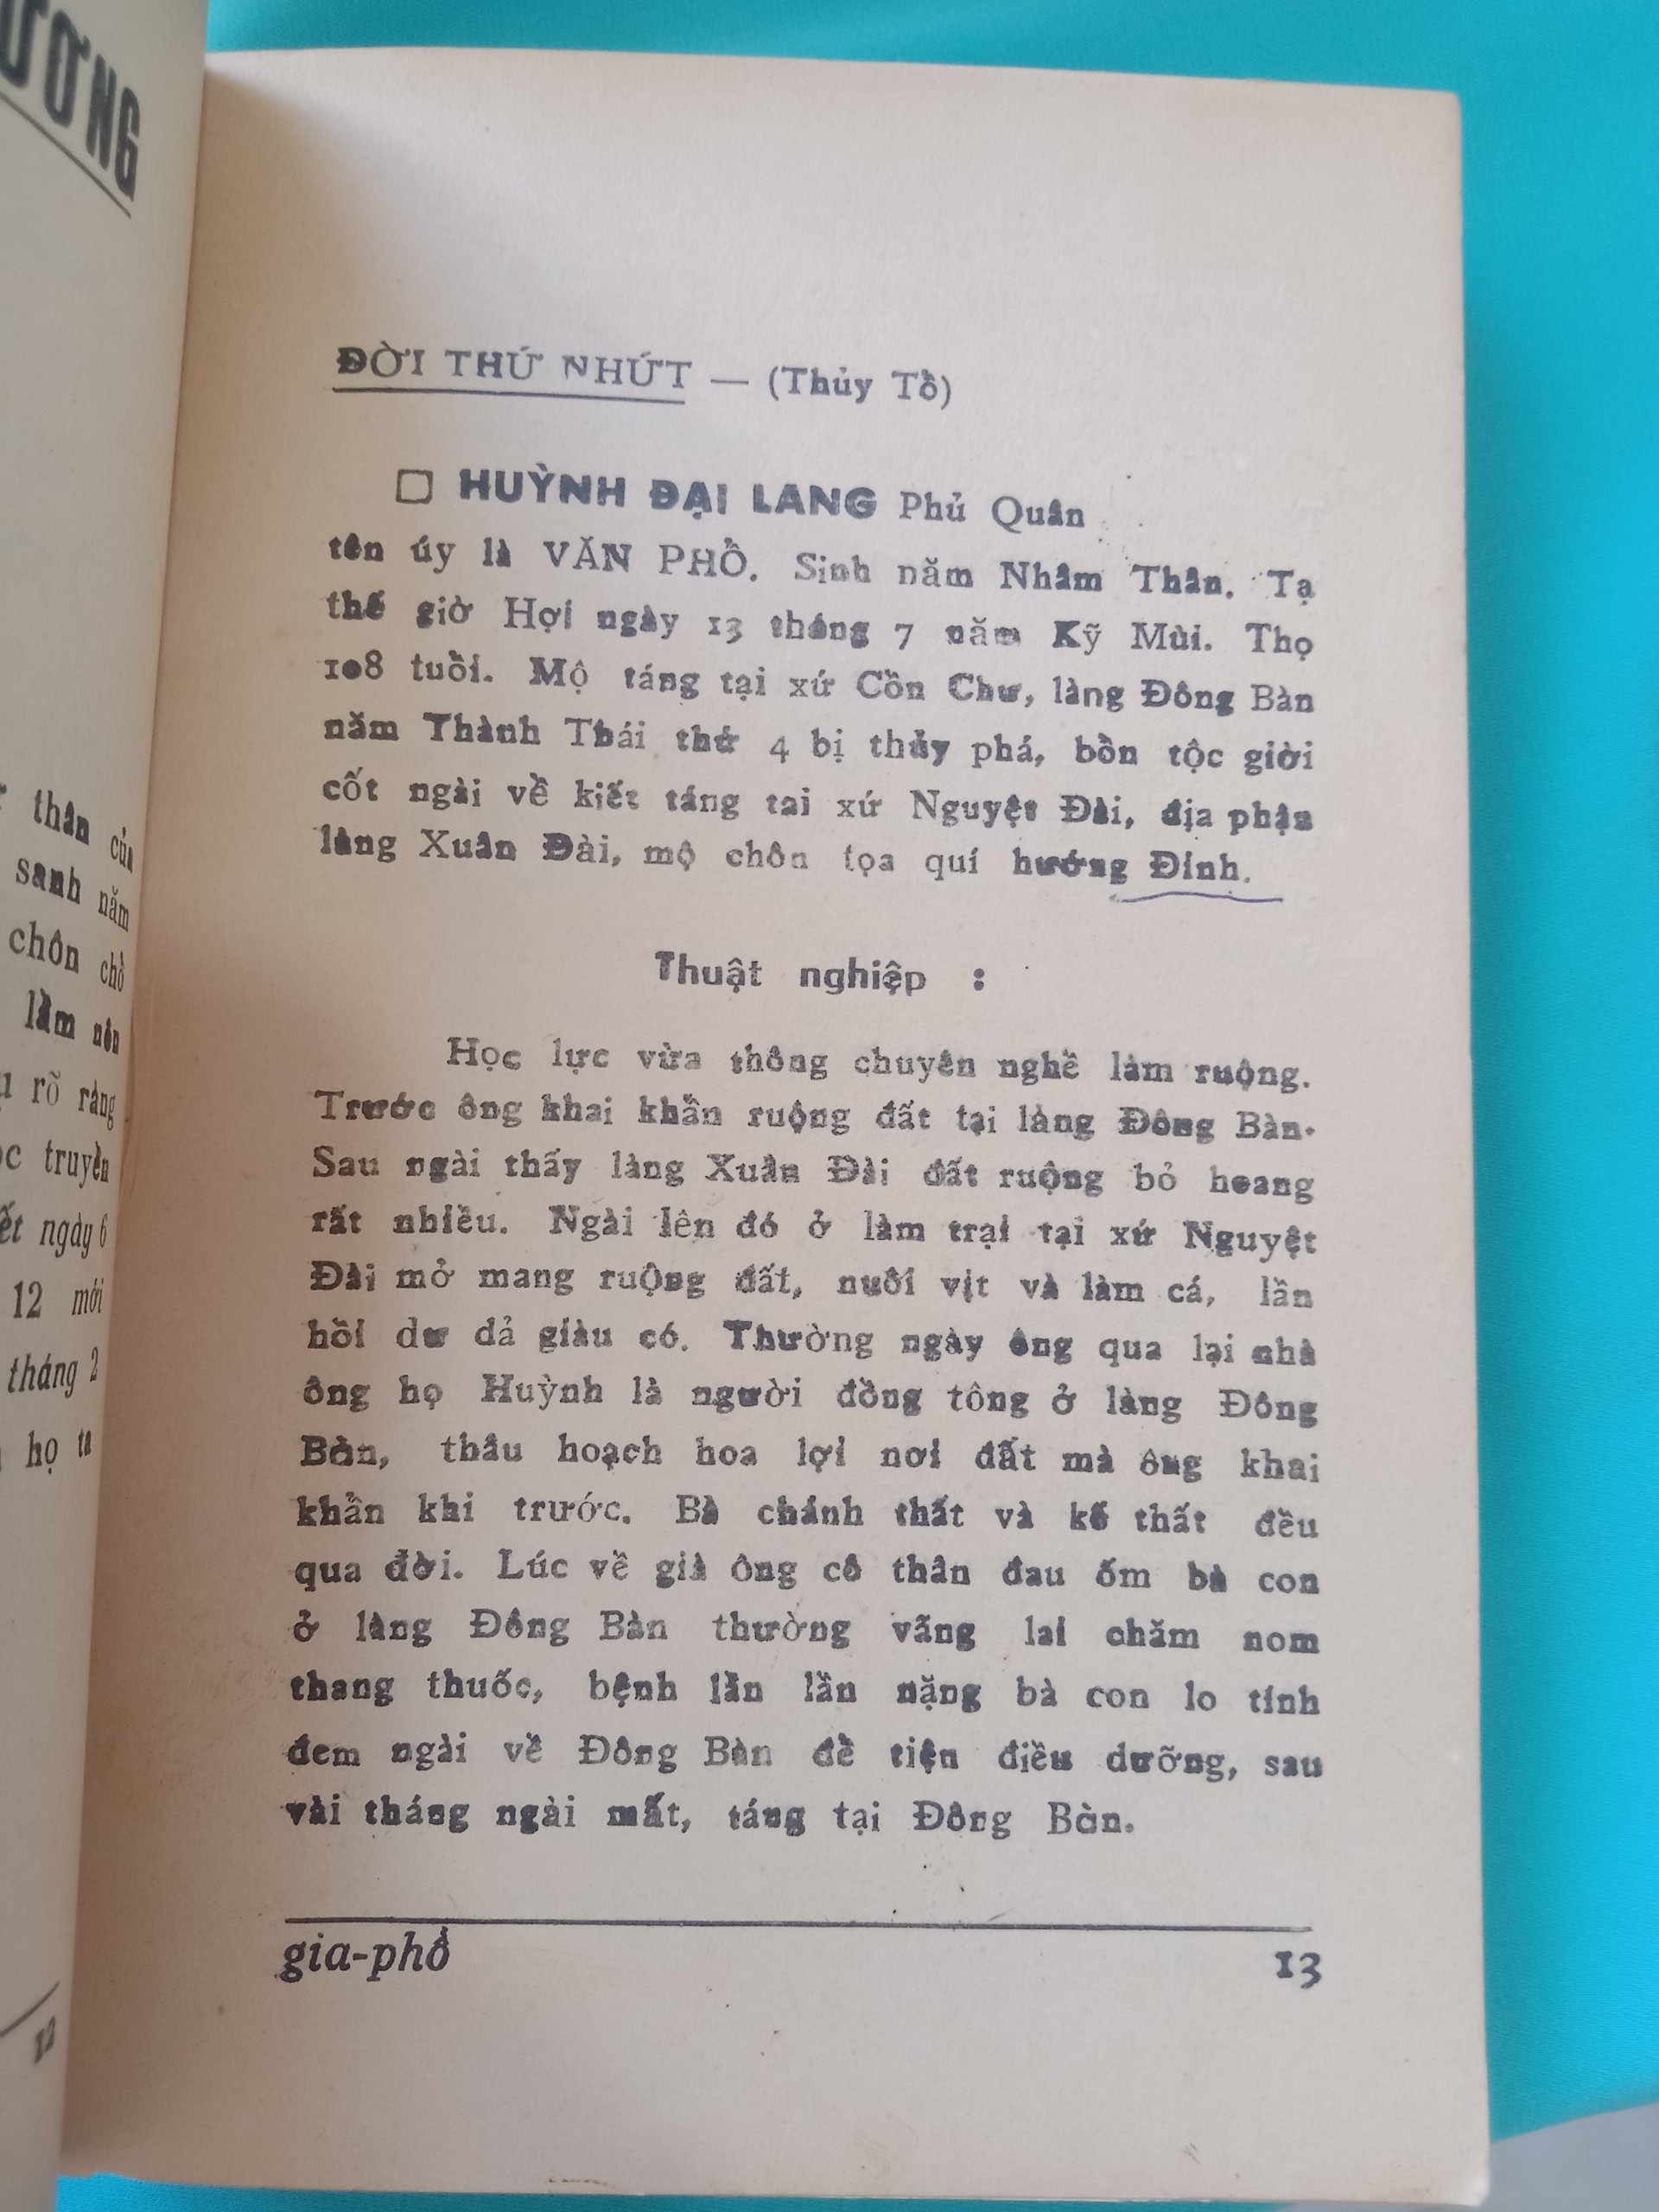 ƯƠNG
thân của
sanh năm
chôn chỗ
lắm nên
rõ ràng
truyền
ngày 6
12 mới
tháng 2
họ ta
12
ĐỜI THỨ NHỨT — (Thủy Tổ)
☐ HUỲNH ĐẠI LANG Phủ Quân
tên úy là VĂN PHỔ. Sinh năm Nhâm Thân. Tạ
thế giờ Hợi ngày 13 tháng 7 năm Kỹ Mùi. Thọ
108 tuổi. Mộ táng tại xứ Cồn Chư, làng Đông Bàn
năm Thành Thái thứ 4 bị thủy phá, bổn tộc giời
cốt ngài về kiết táng tai xứ Nguyệt Đài, địa phận
làng Xuân Đài, mộ chôn tọa quí hướng Đinh.
Thuật nghiệp :
Học lực vừa thông chuyên nghề làm ruộng.
Trước ông khai khẩn ruộng đất tại làng Đông Bàn.
Sau ngài thấy làng Xuân Đài đất ruộng bỏ hoang
rất nhiều. Ngài lên đó ở làm trại tại xứ Nguyệt
Đài mở mang ruộng đất, nuôi vịt và làm cá, lần
hồi dư dả giàu có. Thường ngày ông qua lại nhà
ông họ Huỳnh là người đồng tông ở làng Đông
Bàn, thâu hoạch hoa lợi nơi đất mà ông khai
khẩn khi trước. Bà chánh thất và kế thất đều
qua đời. Lúc về già ông cô thân đau ốm bà con
ở làng Đông Bàn thường vãng lai chăm nom
thang thuốc, bệnh lần lần nặng bà con lo tính
đem ngài về Đông Bàn để tiện điều dưỡng, sau
vài tháng ngài mất, táng tại Đông Bàn.
gia-phổ 13